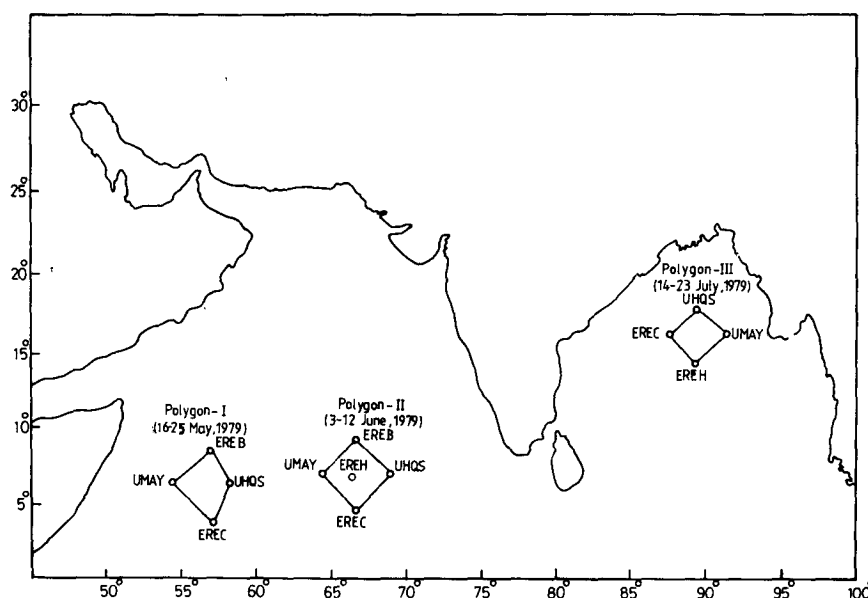 30°
25°
20°
15°
10°
5°
Polygon-III
(14-23 July,1979)
UHQS
EREC
UMAY
EREH
Polygon-I
(16-25 May,1979)
EREB
UMAY
UHQS
EREC
Polygon-II
(3-12 June,1979)
EREB
UMAY
EREH
UHQS
EREC
50° 55° 60° 65° 70° 75° 80° 85° 90° 95° 100°